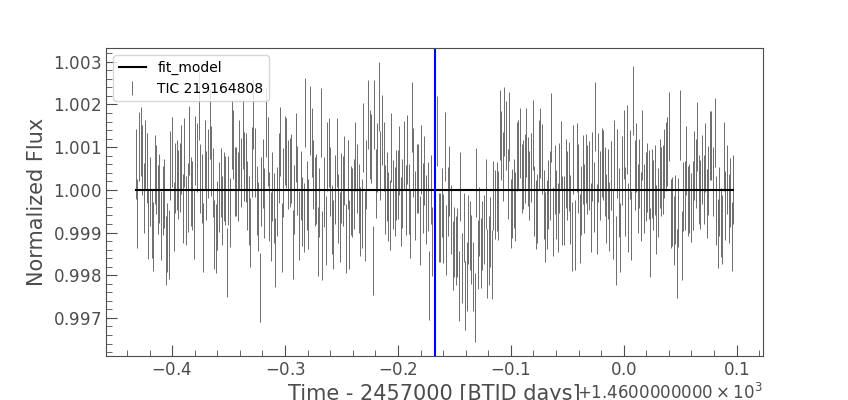 1.003
1.002
1.001
1.000
0.999
0.998
0.997
Normalized Flux
fit_model
TIC 219164808
−0.4
−0.3
−0.2
−0.1
0.0
0.1
Time - 2457000 [BTJD days]
+1.4600000000 × 10³